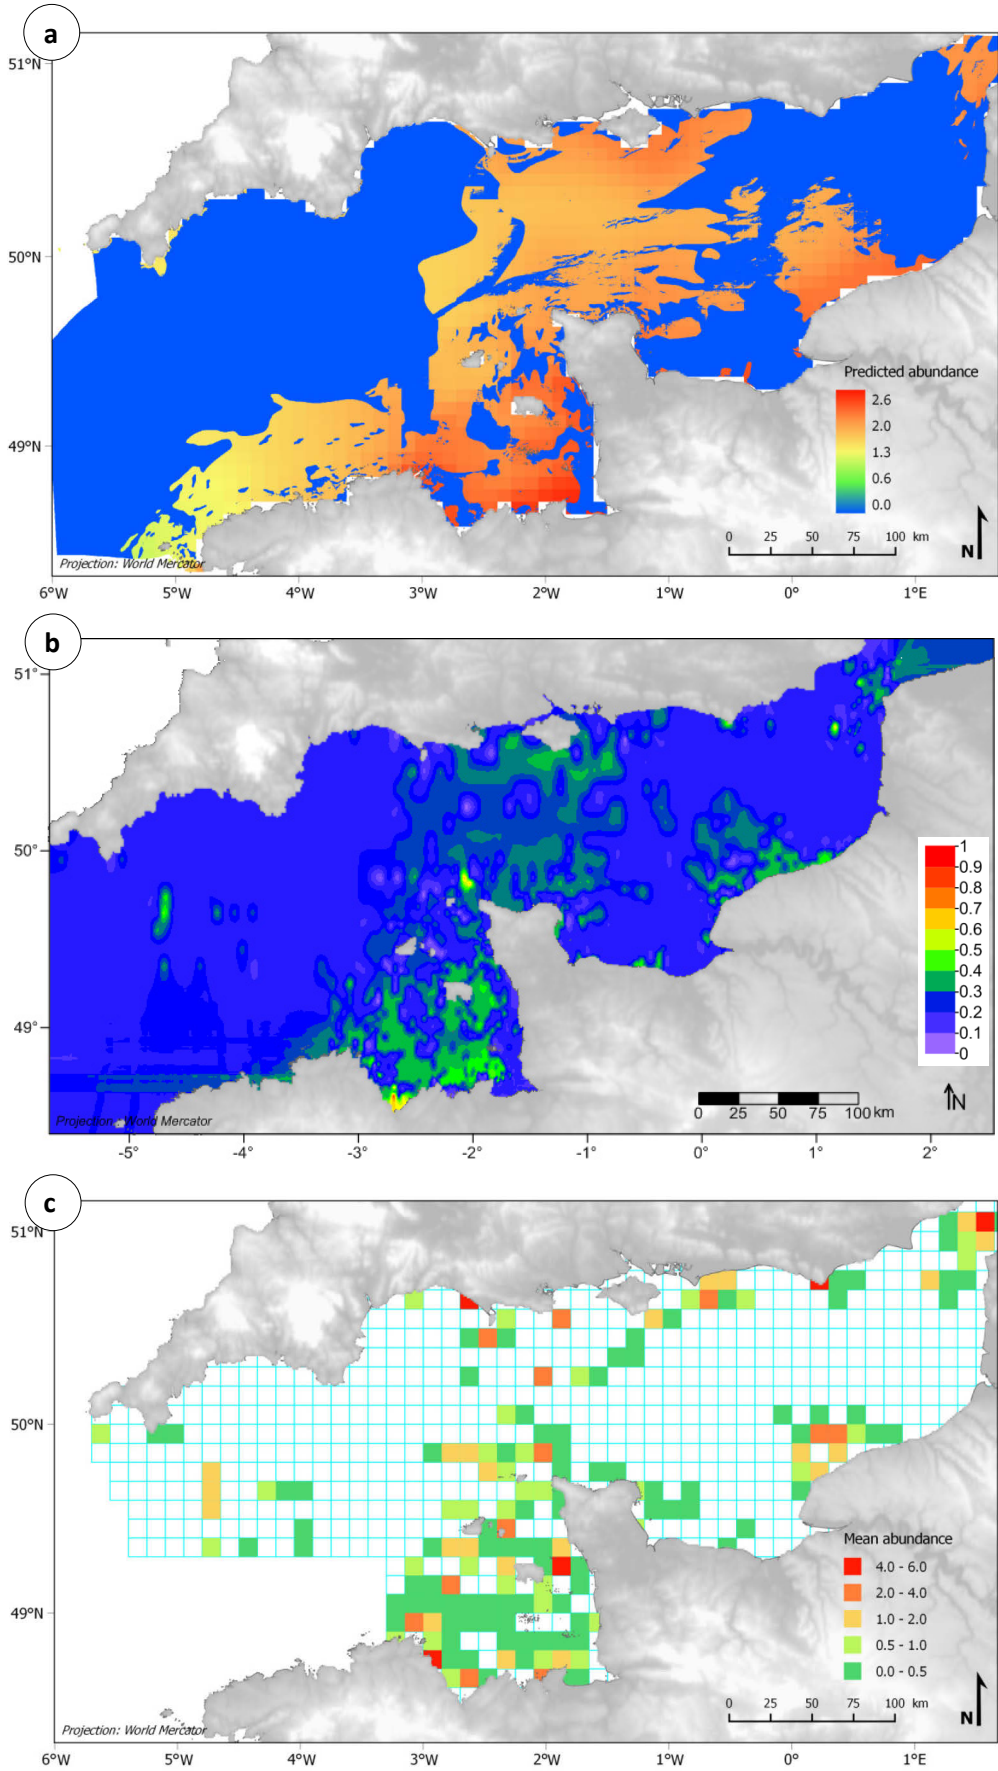 a
51°N
50°N
49°N
Predicted abundance
2.6
2.0
1.3
0.6
0.0
0 25 50 75 100 km
N
Projection: World Mercator
6°W 5°W 4°W 3°W 2°W 1°W 0° 1°E
b
51°
50°
49°
1
0.9
0.8
0.7
0.6
0.5
0.4
0.3
0.2
0.1
0
N
0 25 50 75 100 km
Projection: World Mercator
-5° -4° -3° -2° -1° 0° 1° 2°
c
51°N
50°N
49°N
Mean abundance
4.0 - 6.0
2.0 - 4.0
1.0 - 2.0
0.5 - 1.0
0.0 - 0.5
0 25 50 75 100 km
N
Projection: World Mercator
6°W 5°W 4°W 3°W 2°W 1°W 0° 1°E